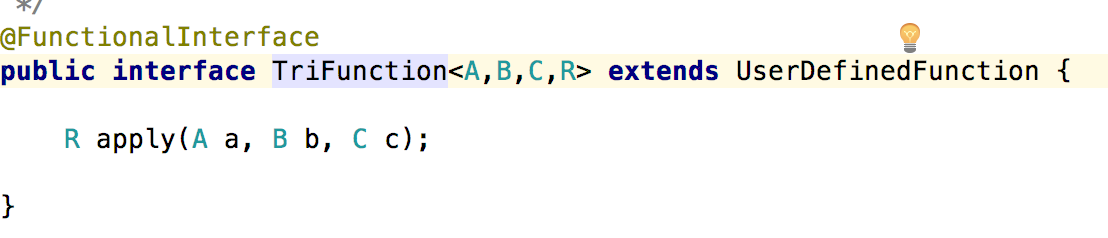 */
@FunctionalInterface
public interface TriFunction<A,B,C,R> extends UserDefinedFunction {
R apply(A a, B b, C c);
}